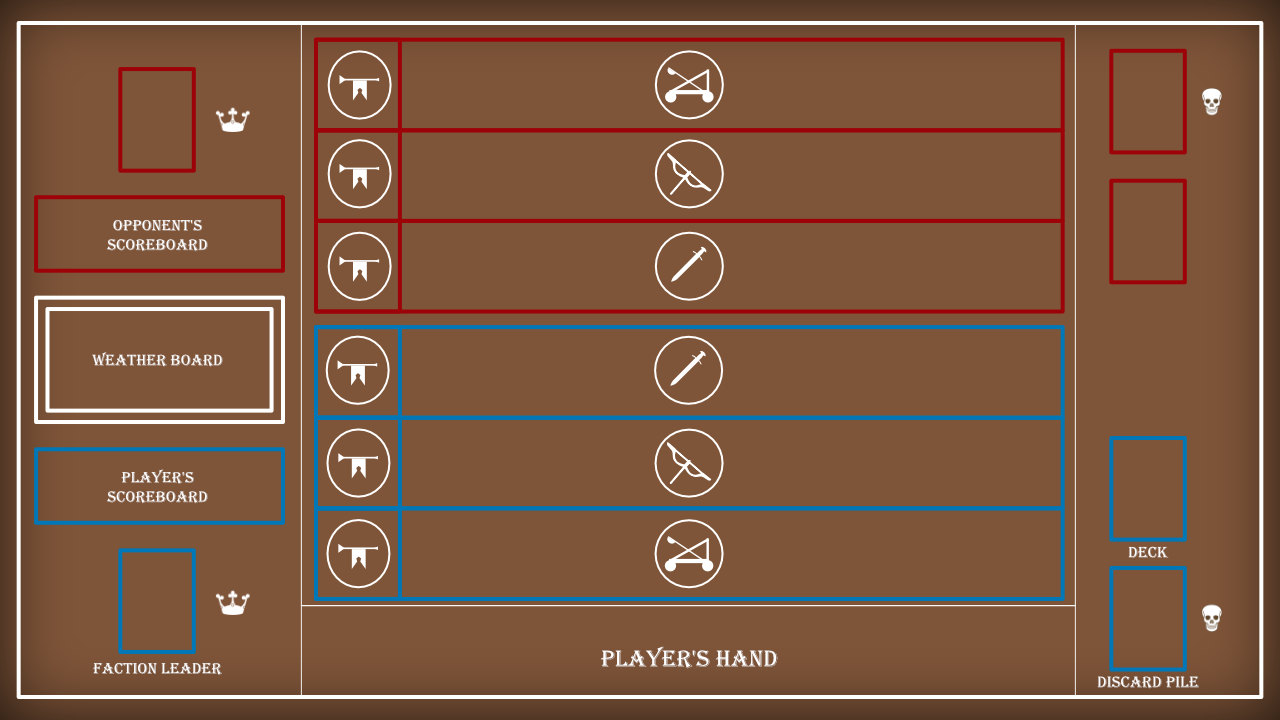 OPPONENT'S
SCOREBOARD
WEATHER BOARD
PLAYER'S
SCOREBOARD
FACTION LEADER
PLAYER'S HAND
DECK
DISCARD PILE